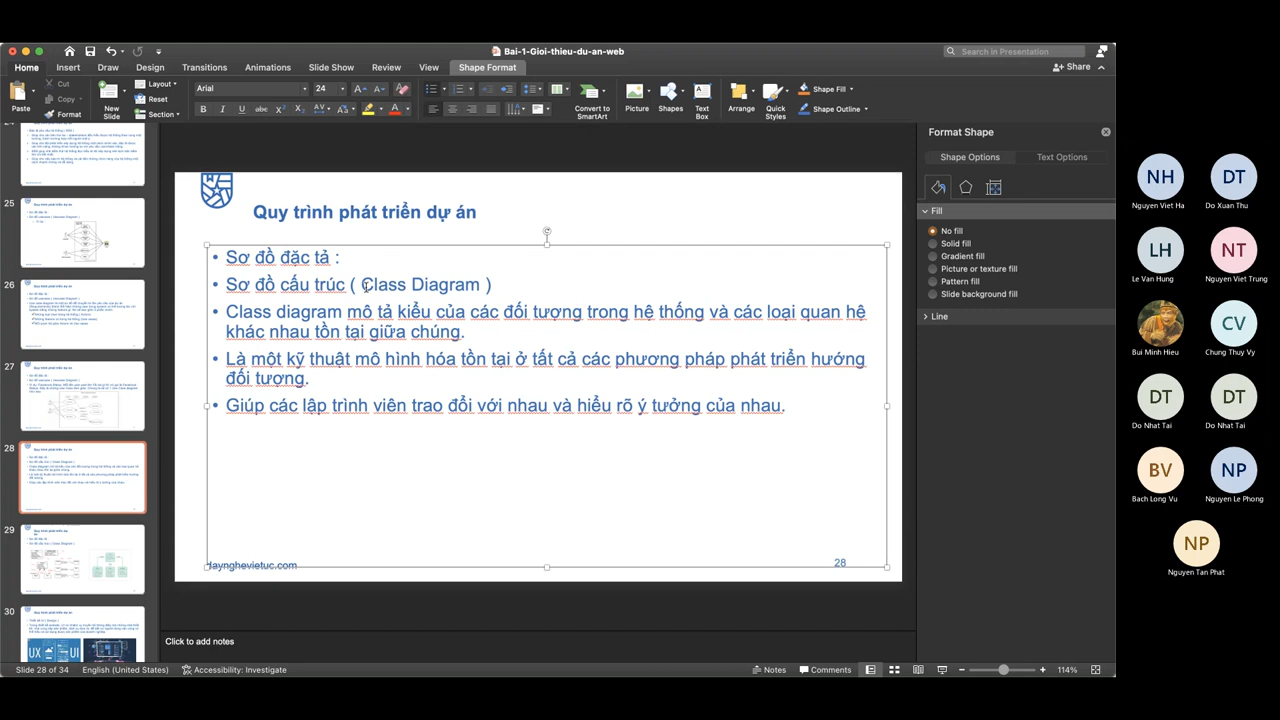 Bai-1-Gioi-thieu-du-an-web
Search in Presentation
Home Insert Draw Design Transitions Animations Slide Show Review View Shape Format
Share
Paste
Cut
Copy
Format
New Slide
Layout
Reset
Section
Arial 24
Convert to SmartArt
Picture
Shapes
Text Box
Arrange
Quick Styles
Shape Fill
Shape Outline
25
26
27
28
29
30
UX UI
Quy trình phát triển dự án
• Sơ đồ đặc tả :
• Sơ đồ cấu trúc ( Class Diagram )
• Class diagram mô tả kiểu của các đối tượng trong hệ thống và các loại quan hệ
khác nhau tồn tại giữa chúng.
• Là một kỹ thuật mô hình hóa tồn tại ở tất cả các phương pháp phát triển hướng
đối tượng.
• Giúp các lập trình viên trao đổi với nhau và hiểu rõ ý tưởng của nhau.
daynghevietuc.com
28
Click to add notes
Format Shape
Shape Options Text Options
Fill
No fill
Solid fill
Gradient fill
Picture or texture fill
Pattern fill
Slide background fill
Line
Slide 28 of 34 English (United States) Accessibility: Investigate
Notes Comments 114%
NH DT
Nguyen Viet Ha Do Xuan Thu
LH NT
Le Van Hung Nguyen Viet Trung
CV
Bui Minh Hieu Chung Thuy Vy
DT DT
Do Nhat Tai Do Nhat Tai
BV NP
Bach Long Vu Nguyen Le Phong
NP
Nguyen Tan Phat